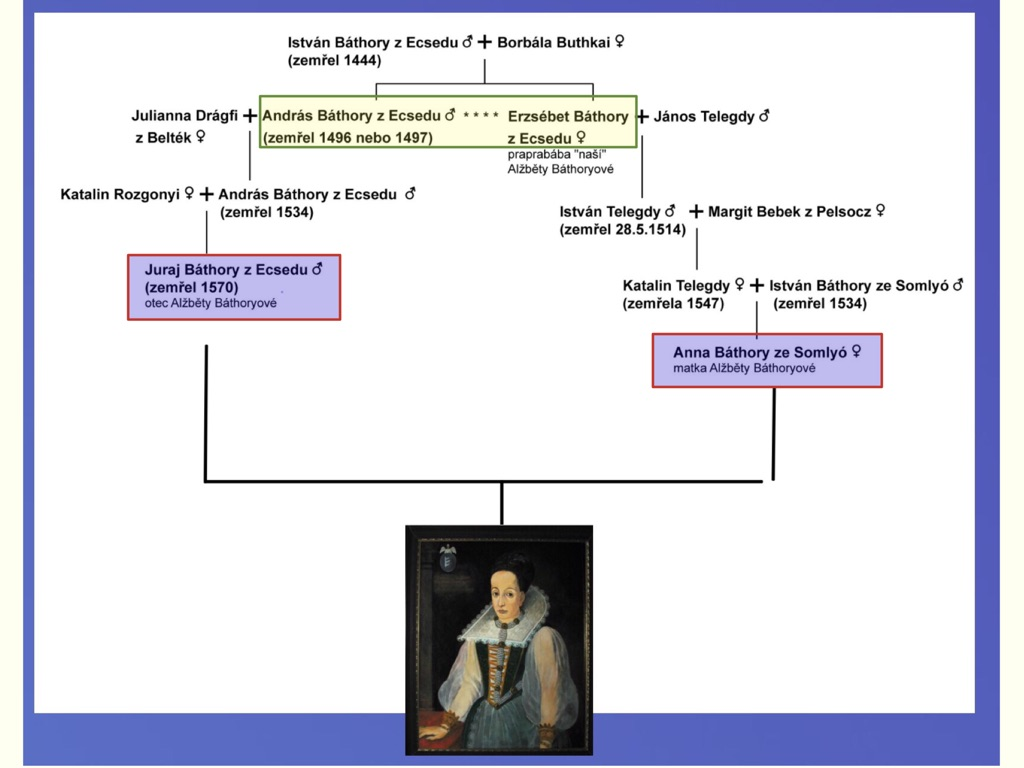 István Báthory z Ecsedu ♂ + Borbála Buthkai ♀
(zemřel 1444)
Julianna Drágfi + András Báthory z Ecsedu ♂ * * * * Erzsébet Báthory + János Telegdy ♂
z Belték ♀ (zemřel 1496 nebo 1497) z Ecsedu ♀
praprabába "naší"
Alžběty Báthoryové
Katalin Rozgonyi ♀ + András Báthory z Ecsedu ♂
(zemřel 1534)
István Telegdy ♂ + Margit Bebek z Pelsocz ♀
(zemřel 28.5.1514)
Juraj Báthory z Ecsedu ♂
(zemřel 1570)
otec Alžběty Báthoryové
Katalin Telegdy ♀ + István Báthory ze Somlyó ♂
(zemřela 1547) (zemřel 1534)
Anna Báthory ze Somlyó ♀
matka Alžběty Báthoryové